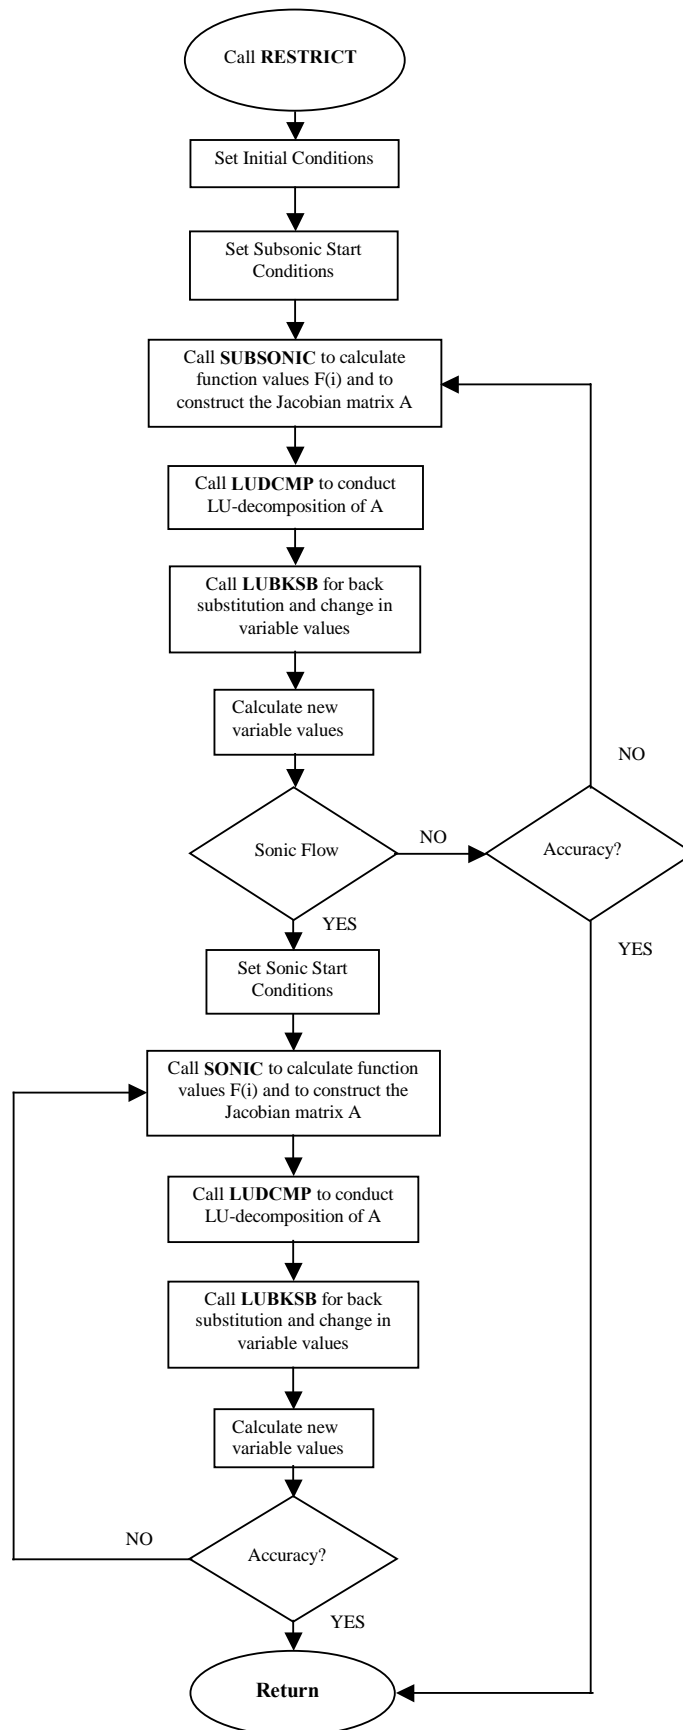 Call RESTRICT
Set Initial Conditions
Set Subsonic Start
Conditions
Call SUBSONIC to calculate
function values F(i) and to
construct the Jacobian matrix A
Call LUDCMP to conduct
LU-decomposition of A
Call LUBKSB for back
substitution and change in
variable values
Calculate new
variable values
NO
Sonic Flow
NO
Accuracy?
YES
YES
Set Sonic Start
Conditions
Call SONIC to calculate function
values F(i) and to construct the
Jacobian matrix A
Call LUDCMP to conduct
LU-decomposition of A
Call LUBKSB for back
substitution and change in
variable values
Calculate new
variable values
NO
Accuracy?
YES
Return